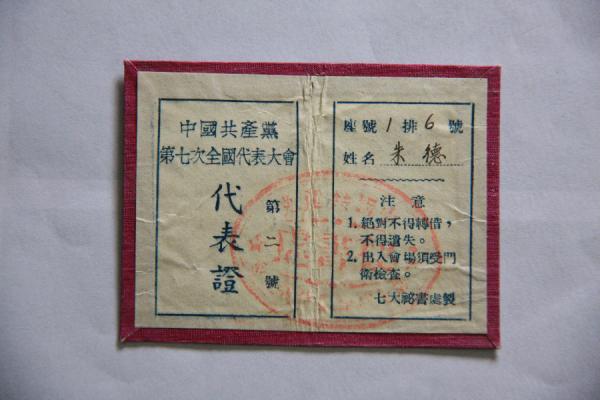 中國共產黨
第七次全國代表大會
代表證
第二號
座號 1 排 6 號
姓名 朱德
注意
1. 絕對不得轉借，
不得遺失。
2. 出入會場須受門
衛檢查。
七大祕書處製